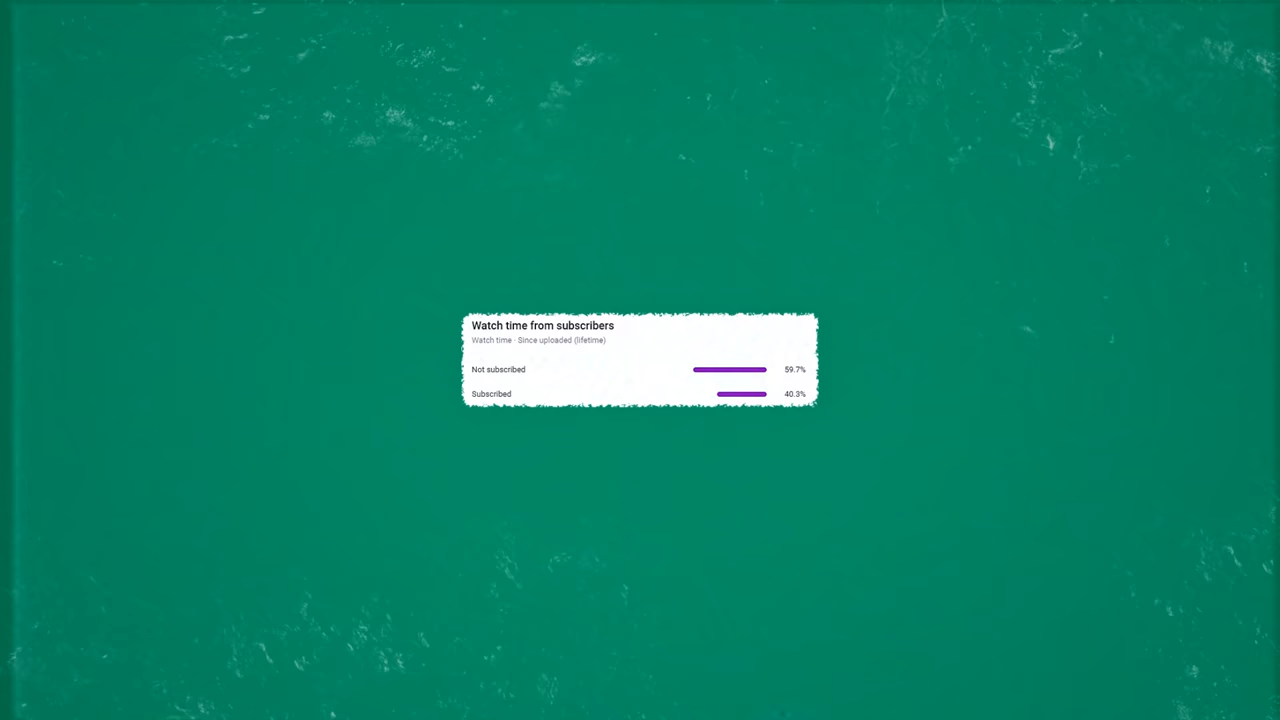 Watch time from subscribers
Watch time · Since uploaded (lifetime)
Not subscribed 59.7%
Subscribed 40.3%